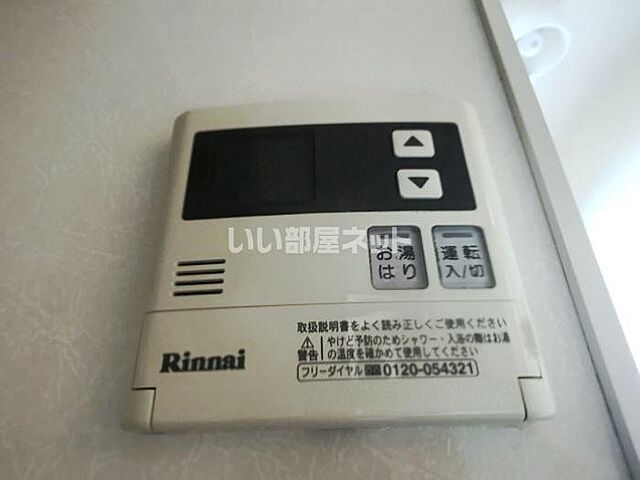 ▲
▼
いい部屋ネット
お湯
はり
運転
入/切
取扱説明書をよく読み正しくご使用ください
警告
やけど予防のためシャワー・入浴の際はお湯
の温度を確かめて使用してください
フリーダイヤル 0120-054321
Rinnai